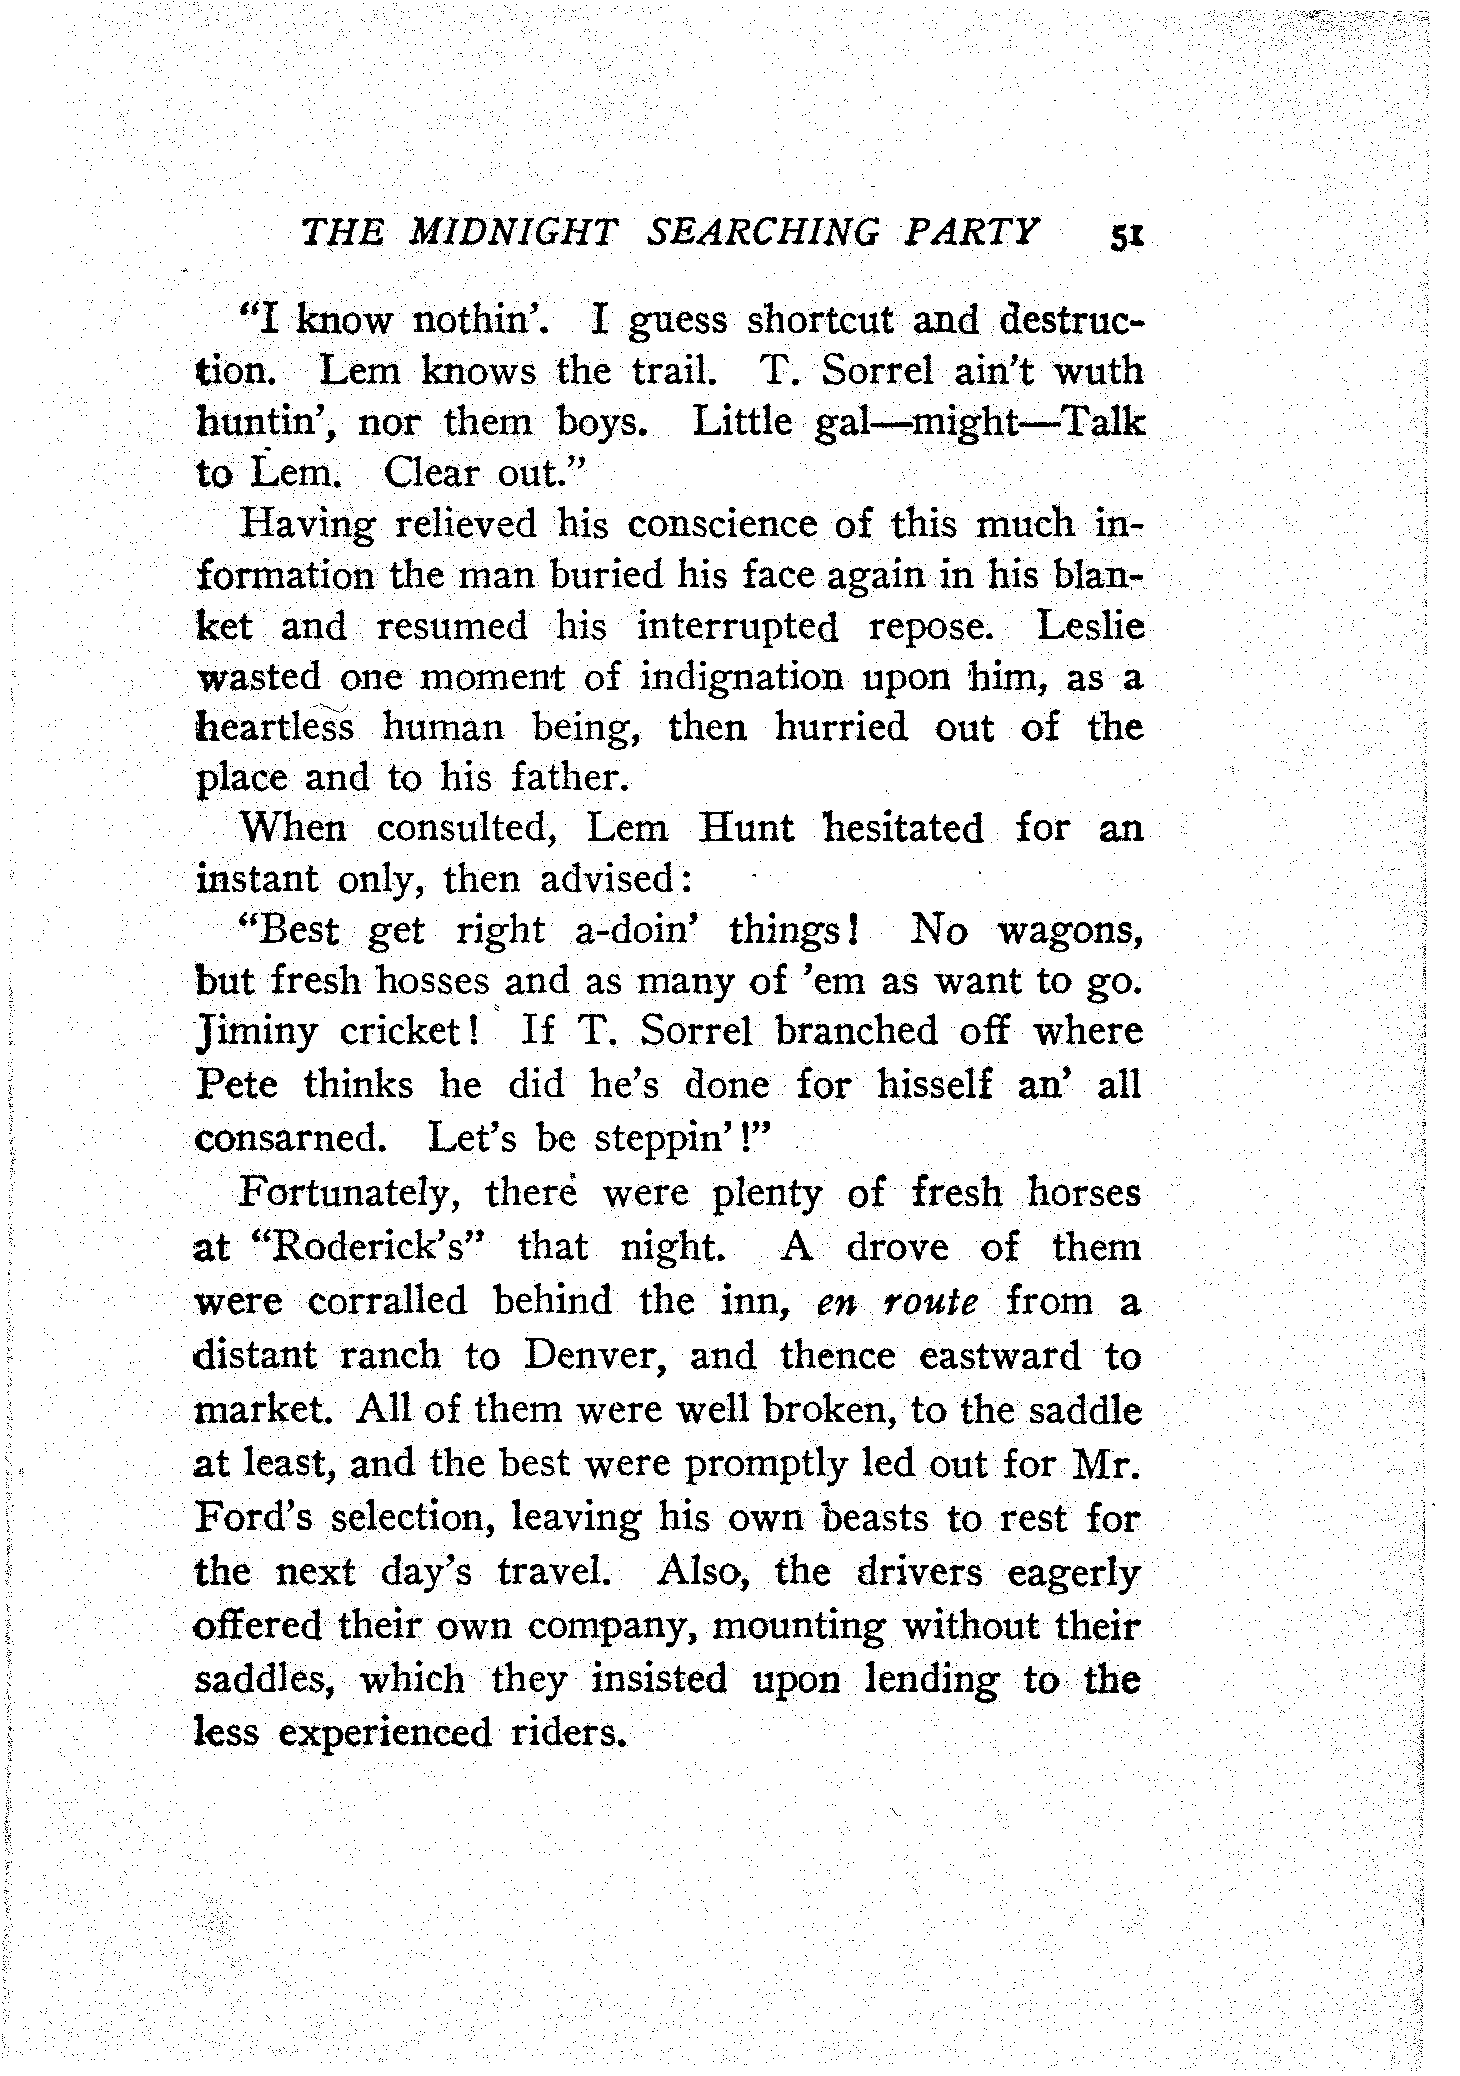 THE MIDNIGHT SEARCHING PARTY 51
“I know nothin’. I guess shortcut and destruc-
tion. Lem knows the trail. T. Sorrel ain’t wuth
huntin’, nor them boys. Little gal—might—Talk
to Lem. Clear out.”
Having relieved his conscience of this much in-
formation the man buried his face again in his blan-
ket and resumed his interrupted repose. Leslie
wasted one moment of indignation upon him, as a
heartless human being, then hurried out of the
place and to his father.
When consulted, Lem Hunt hesitated for an
instant only, then advised:
“Best get right a-doin’ things! No wagons,
but fresh hosses and as many of ’em as want to go.
Jiminy cricket! If T. Sorrel branched off where
Pete thinks he did he’s done for hisself an’ all
consarned. Let’s be steppin’!”
Fortunately, there were plenty of fresh horses
at “Roderick’s” that night. A drove of them
were corralled behind the inn, en route from a
distant ranch to Denver, and thence eastward to
market. All of them were well broken, to the saddle
at least, and the best were promptly led out for Mr.
Ford’s selection, leaving his own beasts to rest for
the next day’s travel. Also, the drivers eagerly
offered their own company, mounting without their
saddles, which they insisted upon lending to the
less experienced riders.